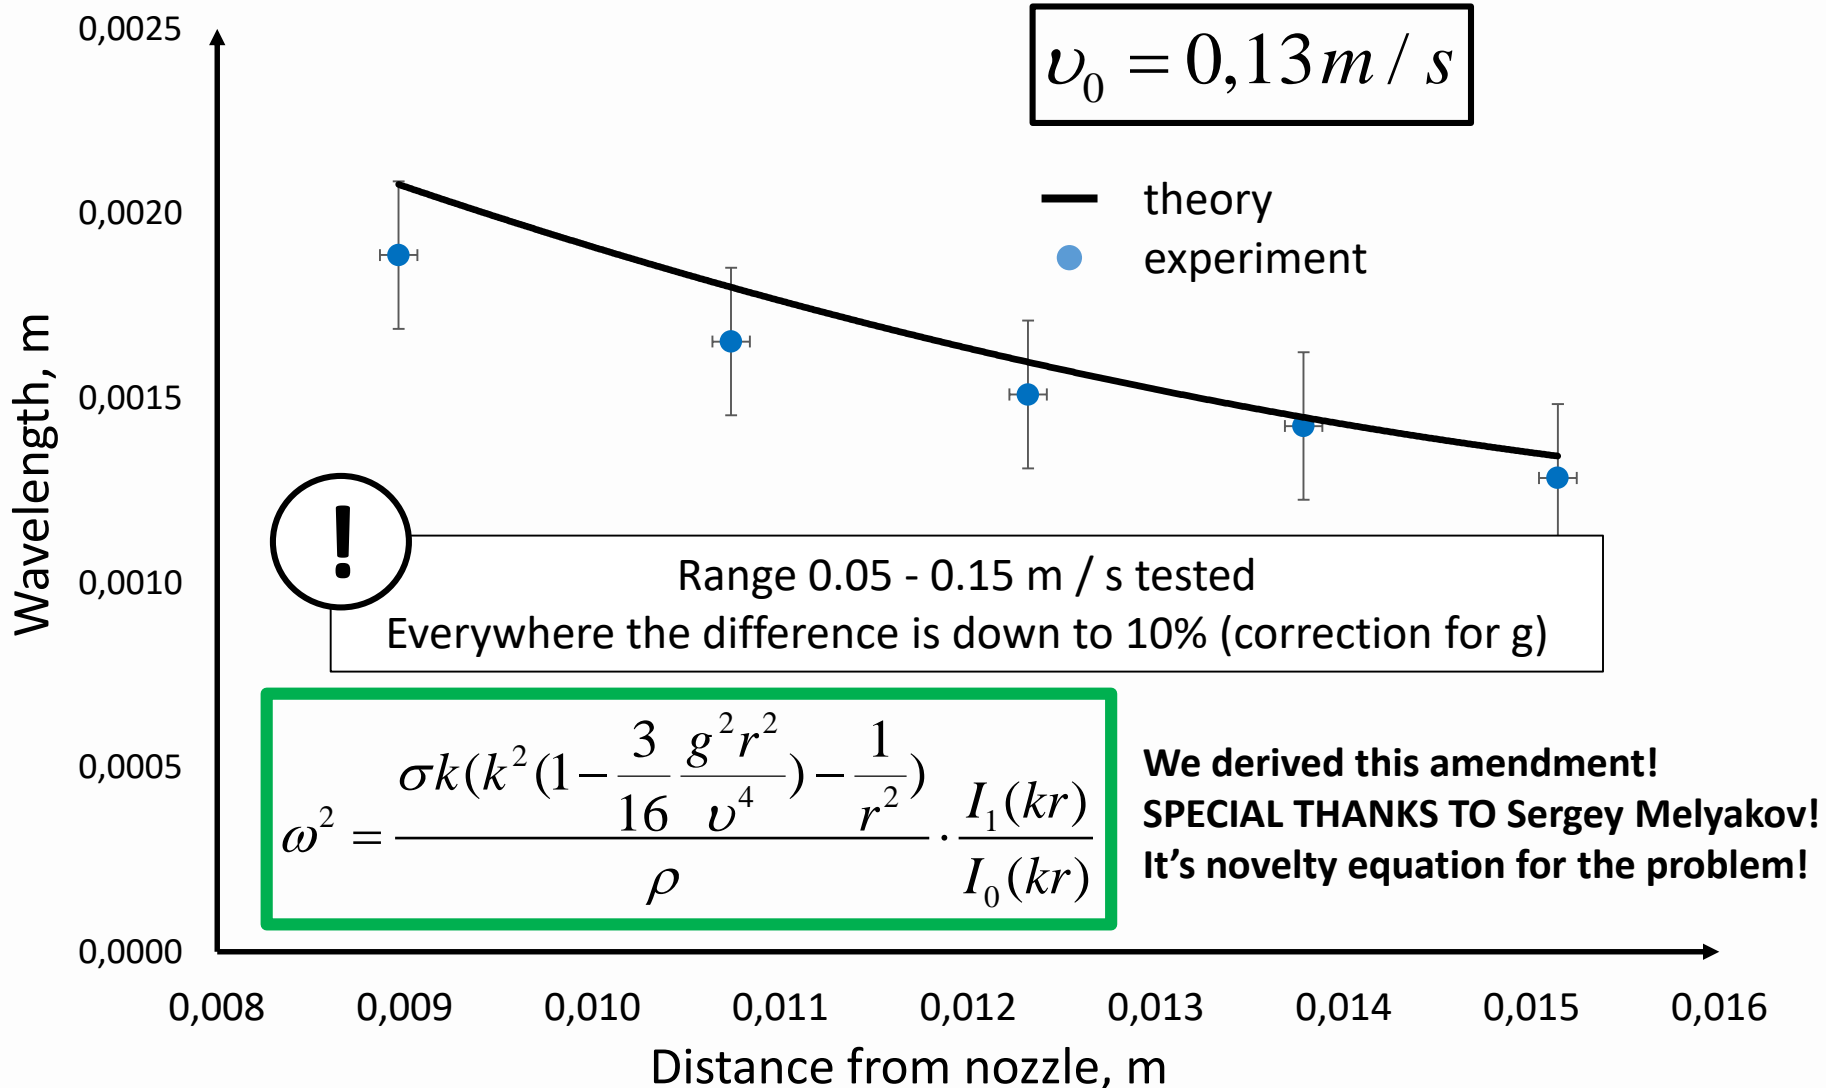 0,0025
υ₀ = 0,13 m / s
theory
0,0020
experiment
Wavelength, m
0,0015
!
Range 0.05 - 0.15 m / s tested
0,0010
Everywhere the difference is down to 10% (correction for g)
ω² = σk(k²(1 − 3/16 g²r²/υ⁴) − 1/r²)/ρ · I₁(kr)/I₀(kr)
0,0005
We derived this amendment!
SPECIAL THANKS TO Sergey Melyakov!
It’s novelty equation for the problem!
0,0000
0,008 0,009 0,010 0,011 0,012 0,013 0,014 0,015 0,016
Distance from nozzle, m